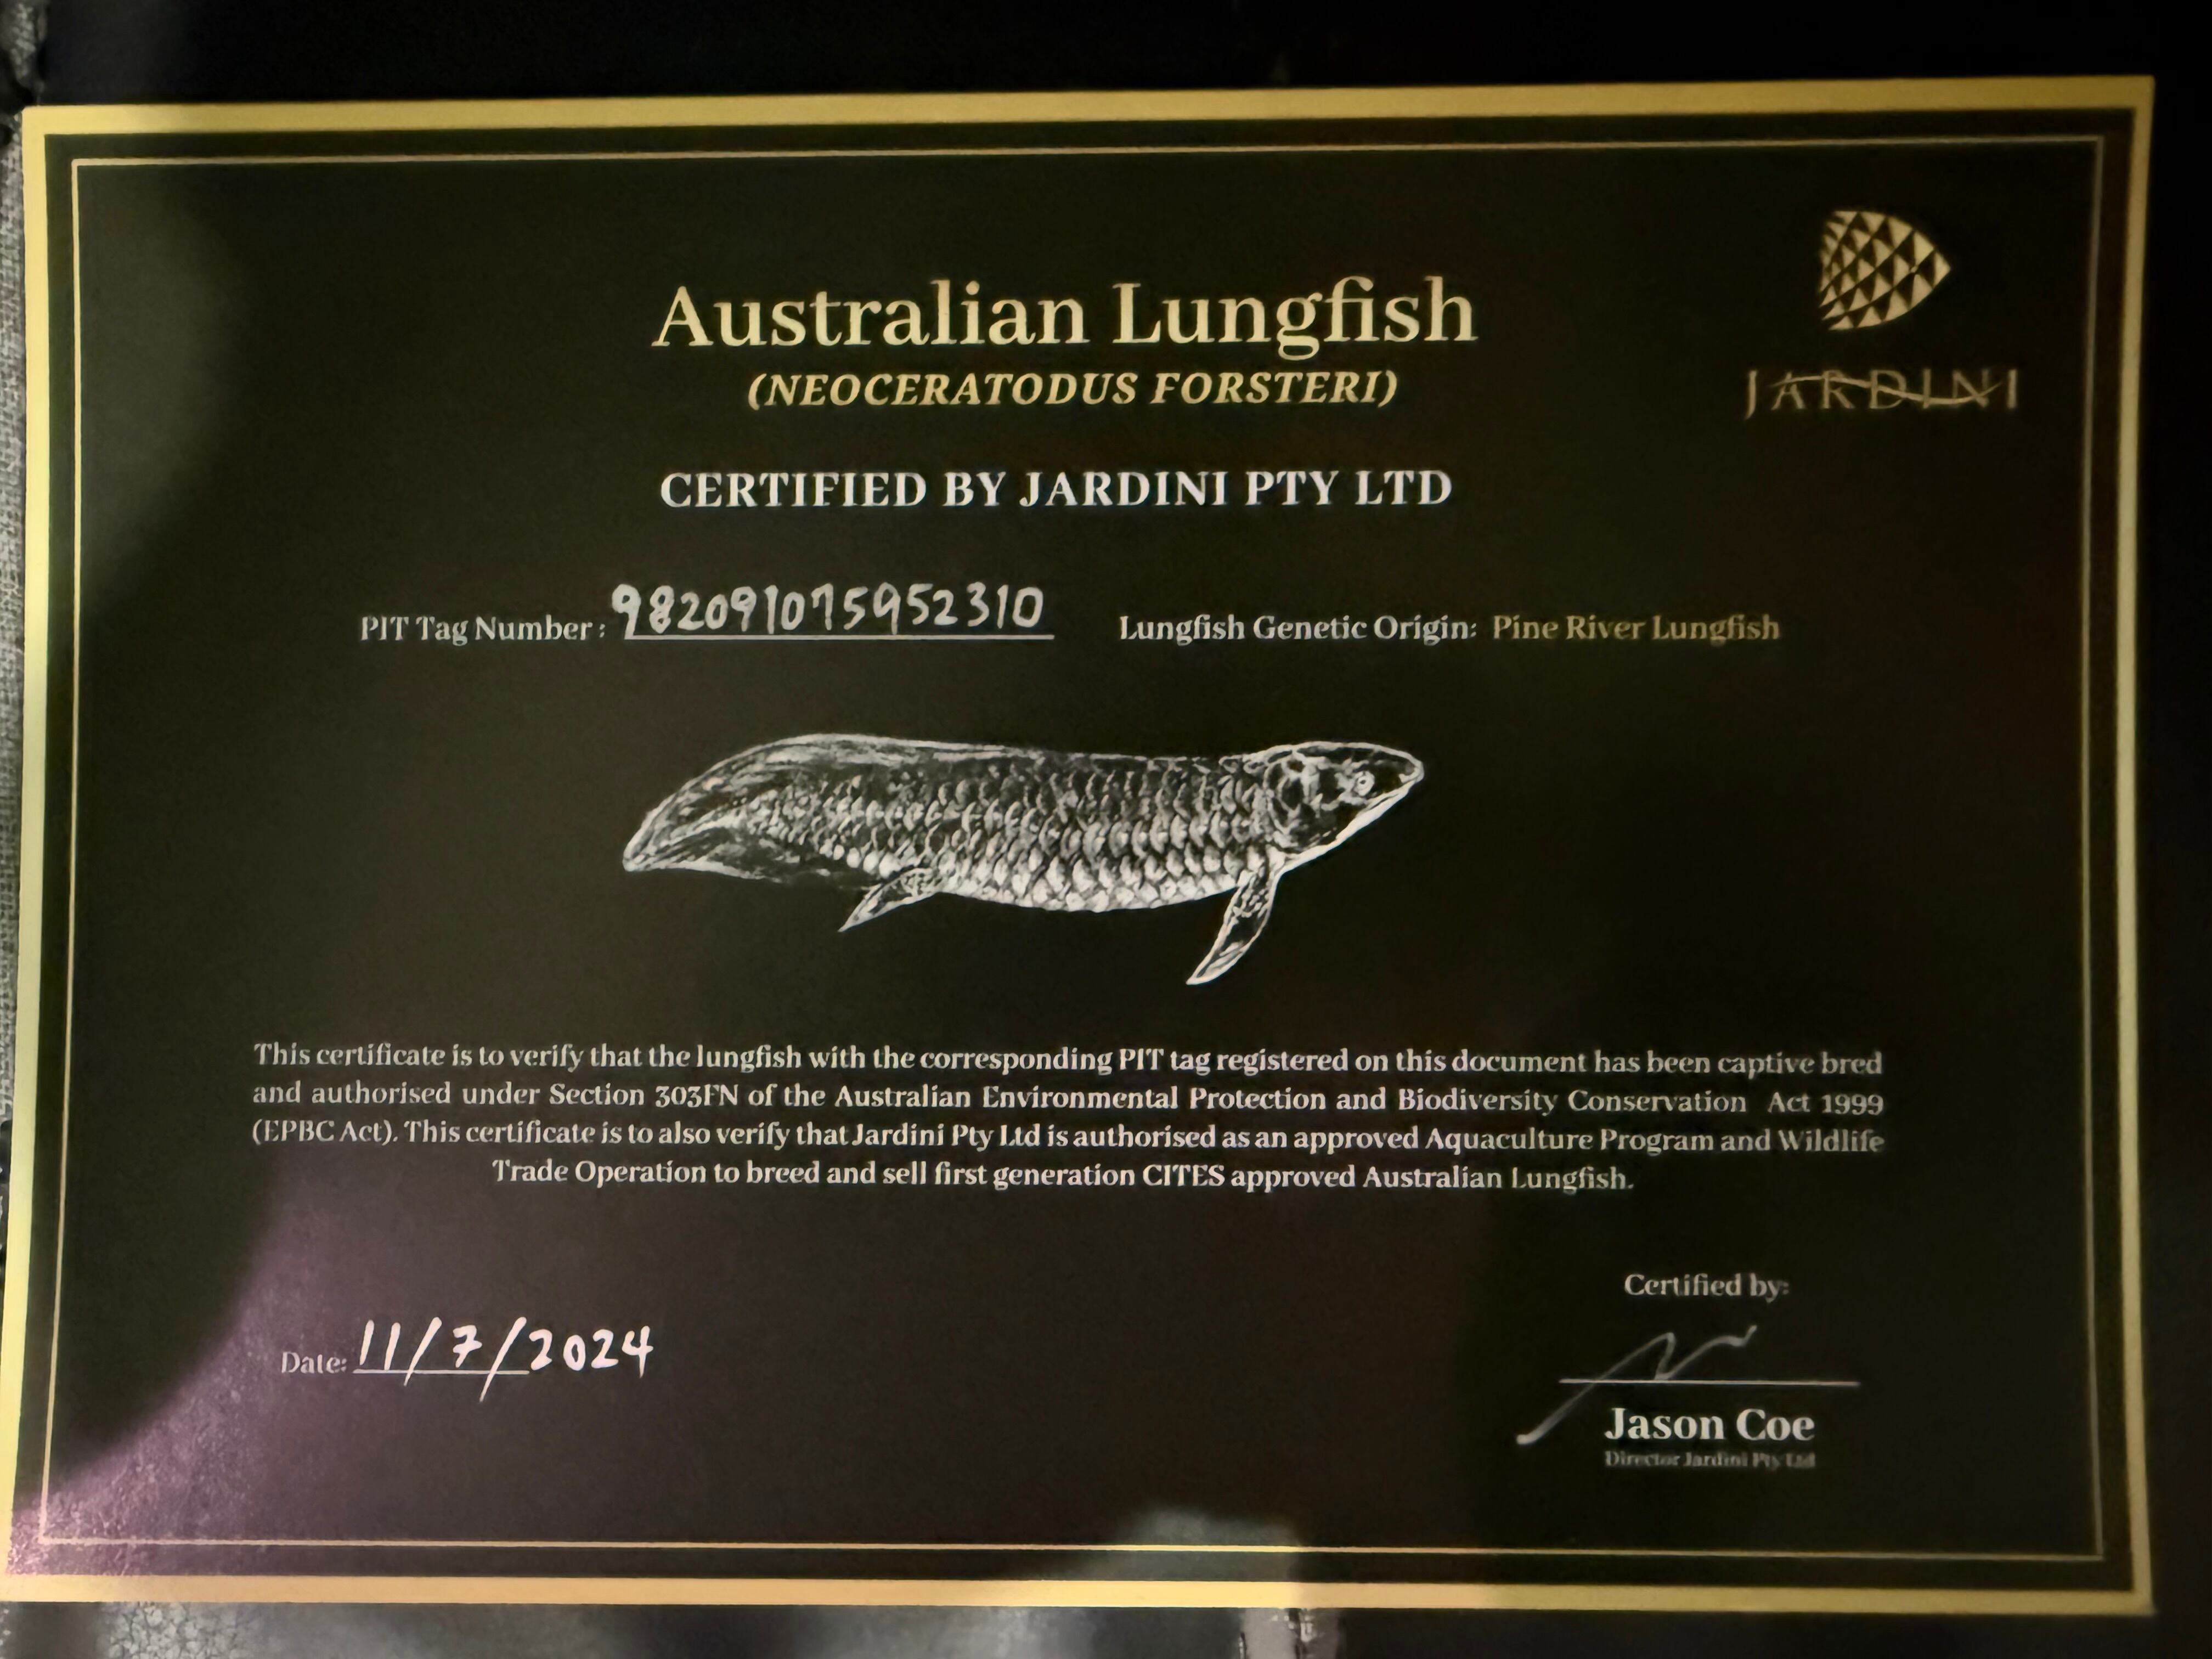 Australian Lungfish
(NEOCERATODUS FORSTERI)
JARDINI
CERTIFIED BY JARDINI PTY LTD
PIT Tag Number: 982091075952310 Lungfish Genetic Origin: Pine River Lungfish
This certificate is to verify that the lungfish with the corresponding PIT tag registered on this document has been captive bred
and authorised under Section 303FN of the Australian Environmental Protection and Biodiversity Conservation Act 1999
(EPBC Act). This certificate is to also verify that Jardini Pty Ltd is authorised as an approved Aquaculture Program and Wildlife
Trade Operation to breed and sell first generation CITES approved Australian Lungfish.
Certified by:
Date: 11/7/2024
Jason Coe
Director Jardini Pty Ltd